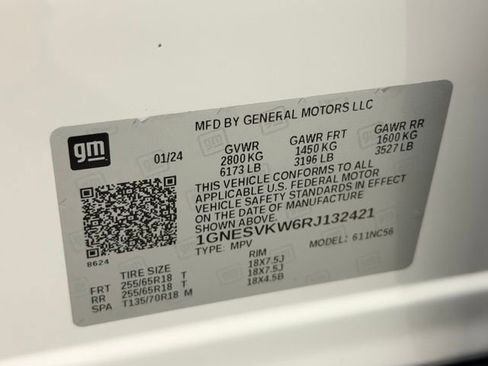 MFD BY GENERAL MOTORS LLC
gm
01/24
GVWR GAWR FRT GAWR RR
2800 KG 1450 KG 1600 KG
6173 LB 3196 LB 3527 LB
THIS VEHICLE CONFORMS TO ALL
APPLICABLE U.S. FEDERAL MOTOR
VEHICLE SAFETY STANDARDS IN EFFECT
ON THE DATE OF MANUFACTURE
1GNESVKW6RJ132421
TYPE: MPV MODEL: 611NC56
8624
TIRE SIZE RIM
FRT 255/65R18 T 18X7.5J
RR 255/65R18 T 18X7.5J
SPA T135/70R18 M 18X4.5B